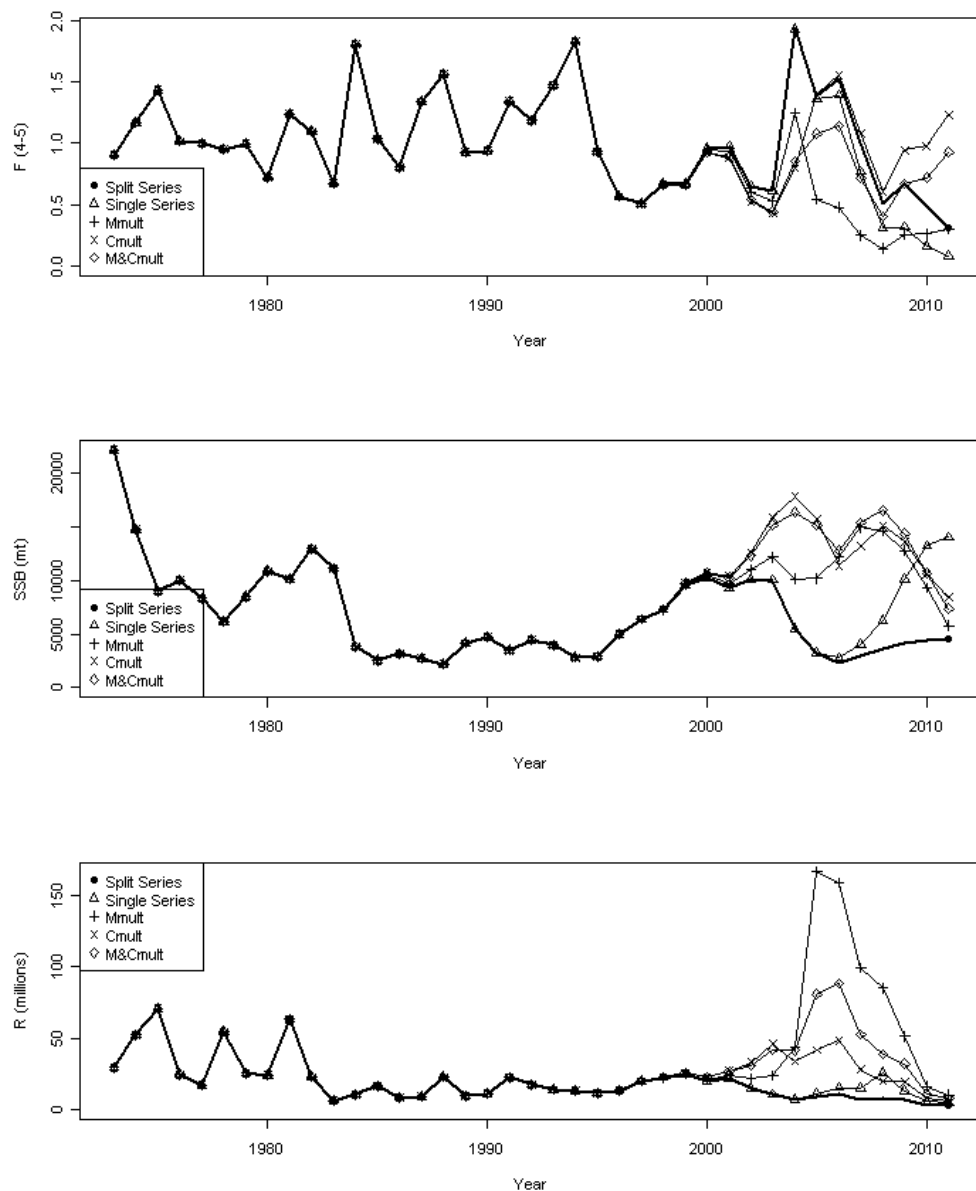 2.0
1.5
1.0
0.5
0.0
F (4-5)
Split Series
Single Series
Mmult
Cmult
M&Cmult
1980
1990
2000
2010
Year
20000
10000
5000
0
SSB (mt)
Split Series
Single Series
Mmult
Cmult
M&Cmult
1980
1990
2000
2010
Year
150
100
50
0
R (millions)
Split Series
Single Series
Mmult
Cmult
M&Cmult
1980
1990
2000
2010
Year